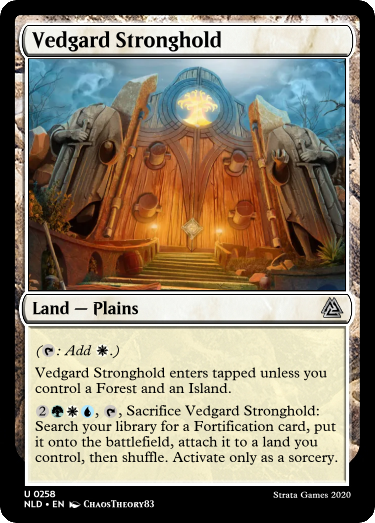 Vedgard Stronghold
Land — Plains
(T: Add W.)
Vedgard Stronghold enters tapped unless you
control a Forest and an Island.
2, T, Sacrifice Vedgard Stronghold:
Search your library for a Fortification card, put
it onto the battlefield, attach it to a land you
control, then shuffle. Activate only as a sorcery.
U 0258
NLD • EN ChaosTheory83
Strata Games 2020